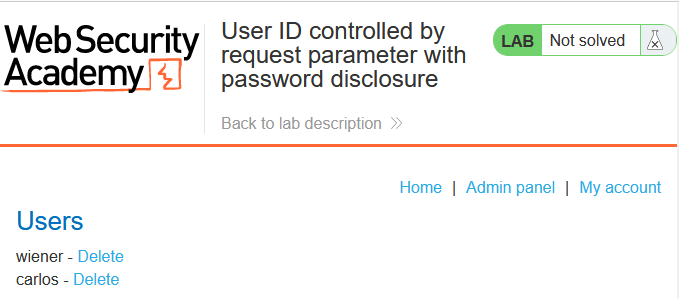 Web Security
Academy
User ID controlled by
request parameter with
password disclosure
LAB Not solved
Back to lab description >>
Home | Admin panel | My account
Users
wiener - Delete
carlos - Delete